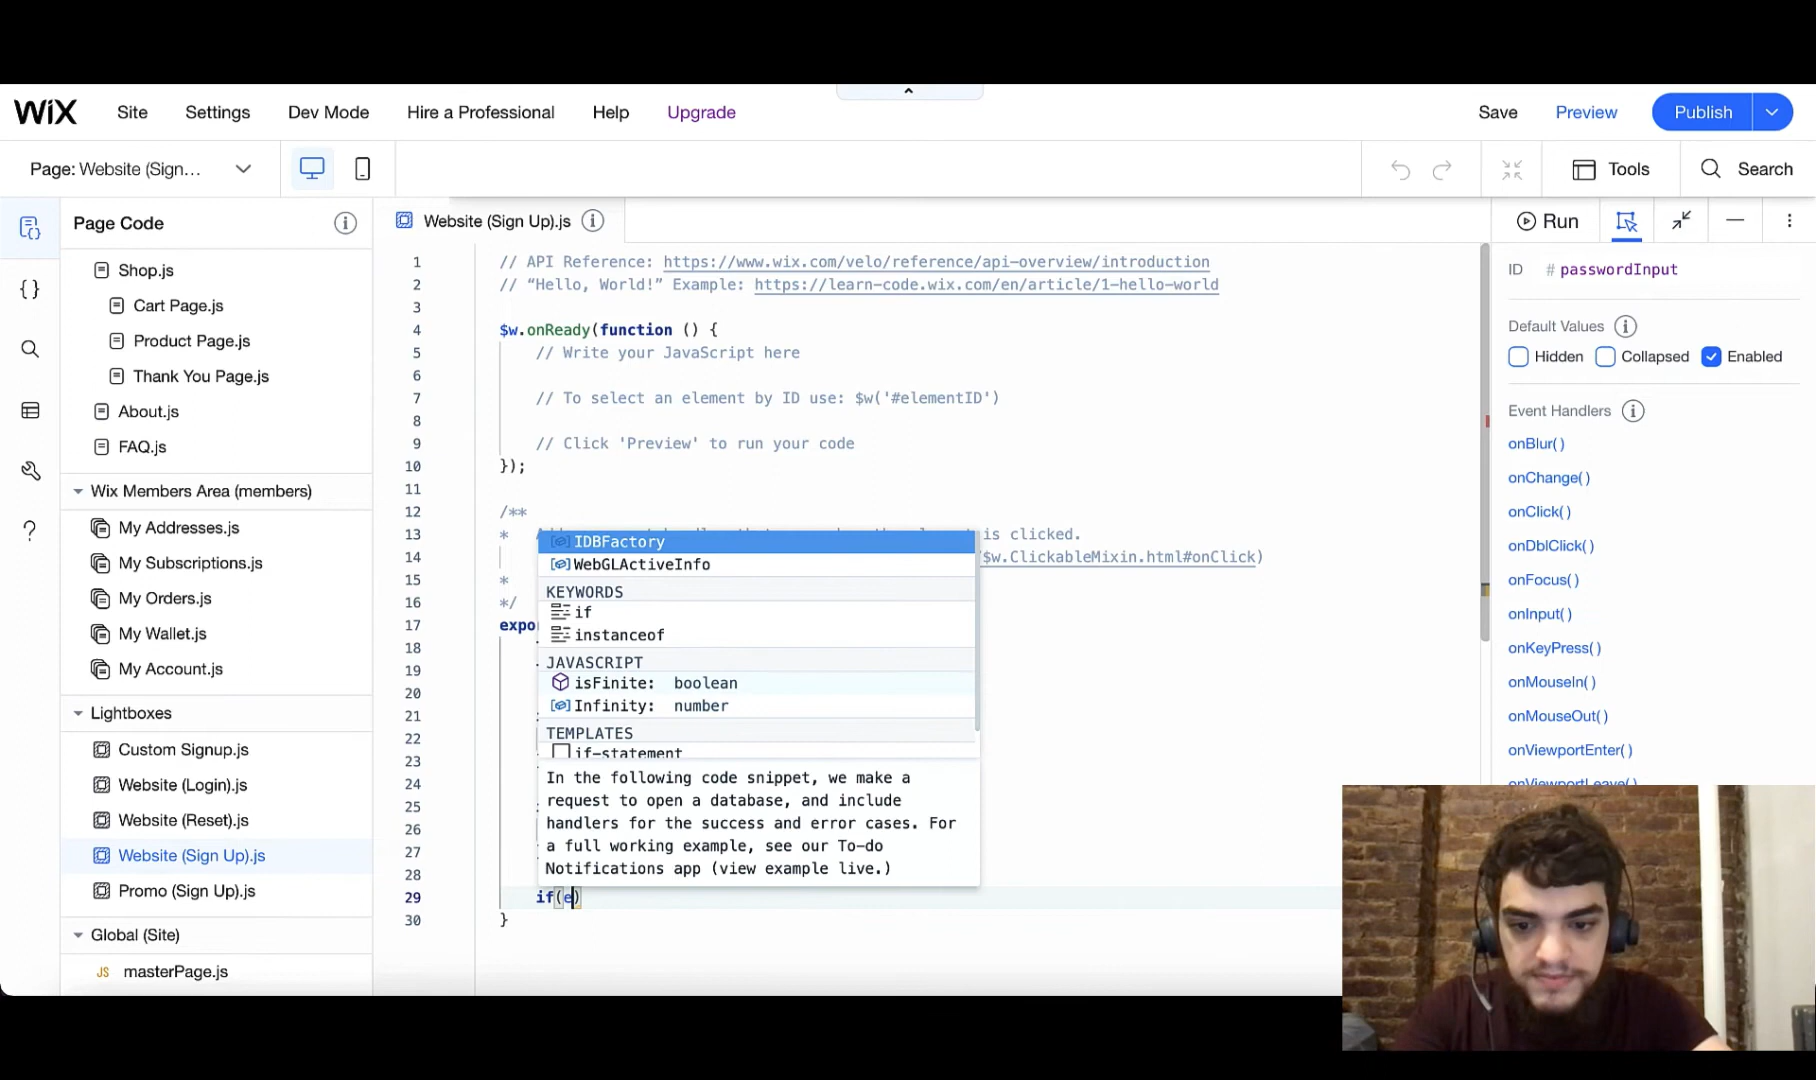 WiX
Site
Settings
Dev Mode
Hire a Professional
Help
Upgrade
Save
Preview
Publish
Page: Website (Sign...
Tools
Search
Page Code
Website (Sign Up).js
Run
Shop.js
Cart Page.js
Product Page.js
Thank You Page.js
About.js
FAQ.js
Wix Members Area (members)
My Addresses.js
My Subscriptions.js
My Orders.js
My Wallet.js
My Account.js
Lightboxes
Custom Signup.js
Website (Login).js
Website (Reset).js
Website (Sign Up).js
Promo (Sign Up).js
Global (Site)
JS masterPage.js
1 // API Reference: https://www.wix.com/velo/reference/api-overview/introduction
2 // “Hello, World!” Example: https://learn-code.wix.com/en/article/1-hello-world
3
4 $w.onReady(function () {
5 // Write your JavaScript here
6
7 // To select an element by ID use: $w('#elementID')
8
9 // Click 'Preview' to run your code
10 });
11
12 /**
13 * is clicked.
14 $w.ClickableMixin.html#onClick)
15 *
16 */
17 expo
18
19
20
21
22
23
24
25
26
27
28
29 if(e)
30 }
IDBFactory
WebGLActiveInfo
KEYWORDS
if
instanceof
JAVASCRIPT
isFinite: boolean
Infinity: number
TEMPLATES
if-statement
In the following code snippet, we make a
request to open a database, and include
handlers for the success and error cases. For
a full working example, see our To-do
Notifications app (view example live.)
ID # passwordInput
Default Values
Hidden Collapsed Enabled
Event Handlers
onBlur()
onChange()
onClick()
onDblClick()
onFocus()
onInput()
onKeyPress()
onMouseIn()
onMouseOut()
onViewportEnter()
onViewportLeave()